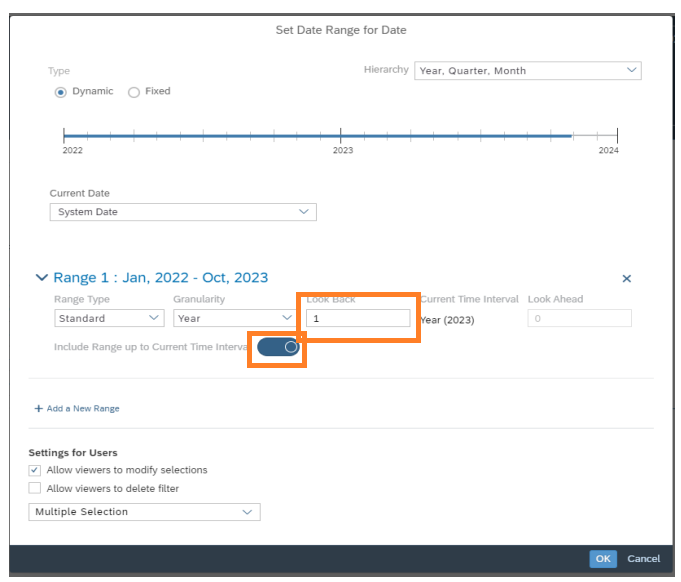 Set Date Range for Date
Type
Hierarchy Year, Quarter, Month
Dynamic Fixed
2022 2023 2024
Current Date
System Date
Range 1 : Jan, 2022 - Oct, 2023
Range Type Granularity Look Back Current Time Interval Look Ahead
Standard Year 1 Year (2023) 0
Include Range up to Current Time Interval
+ Add a New Range
Settings for Users
Allow viewers to modify selections
Allow viewers to delete filter
Multiple Selection
OK Cancel